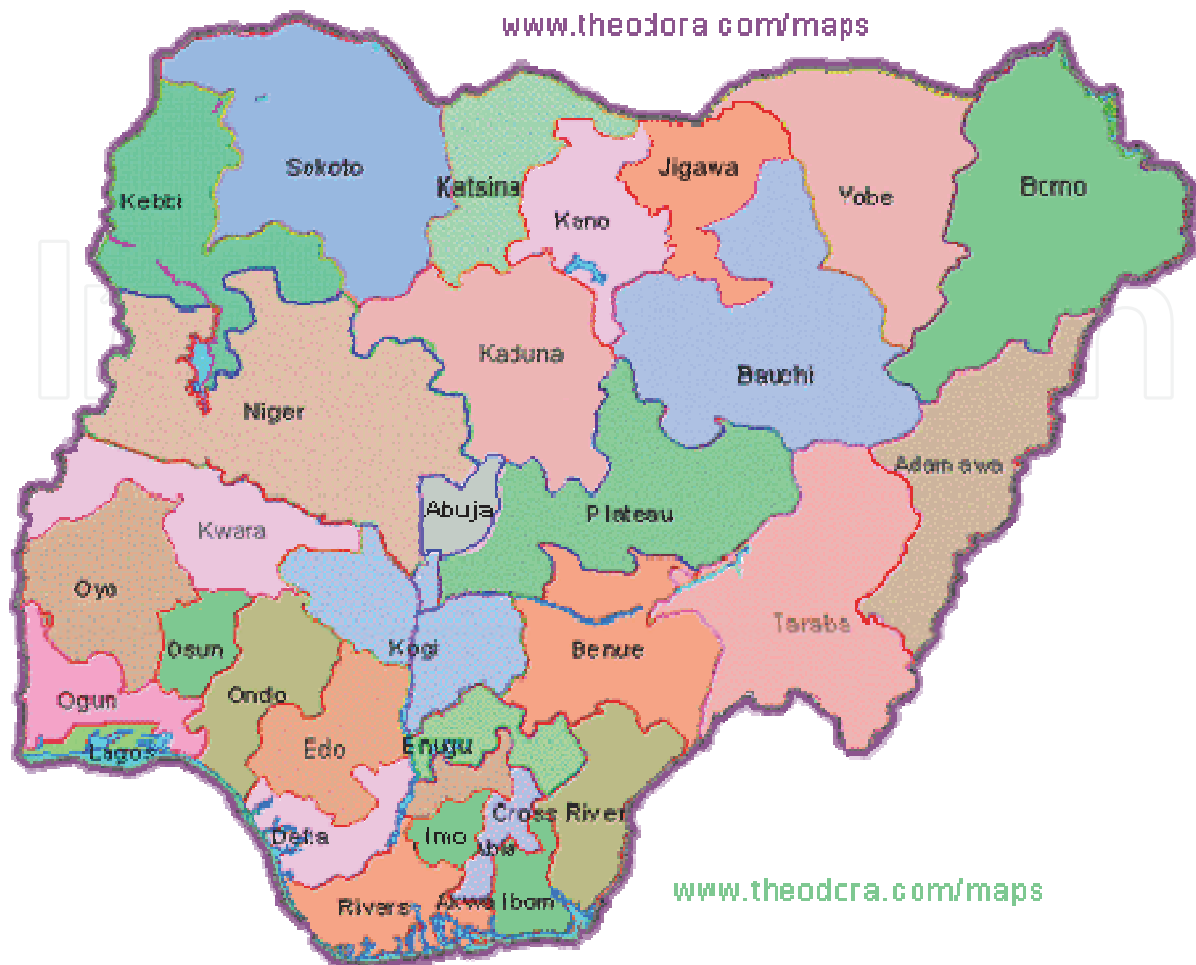 www.theodora.com/maps
Sokoto
Katsina
Jigawa
Borno
Kebbi
Yobe
Kano
Kaduna
Bauchi
Niger
Adamawa
Abuja
Plateau
Kwara
Oyo
Taraba
Osun
Kogi
Benue
Ogun
Ondo
Edo
Enugu
Lagos
Cross River
Delta
Imo
Abia
www.theodora.com/maps
Rivers
Akwa Ibom